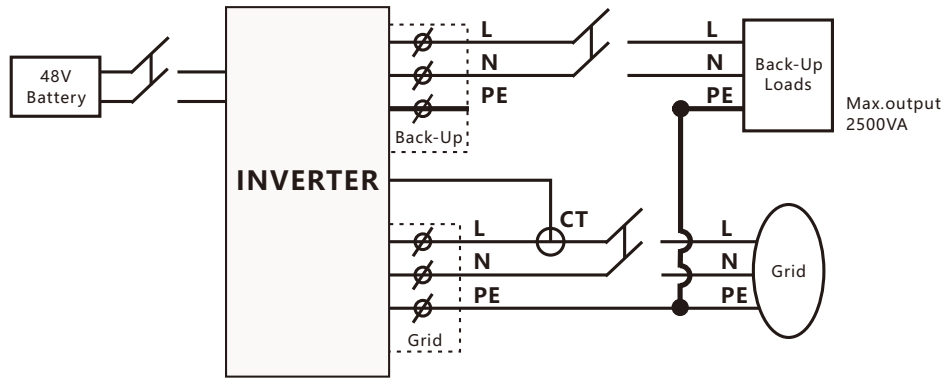 48V
Battery
INVERTER
L
N
PE
Back-Up
L
N
PE
Back-Up
Loads
Max.output
2500VA
CT
L
N
PE
Grid
L
N
PE
Grid